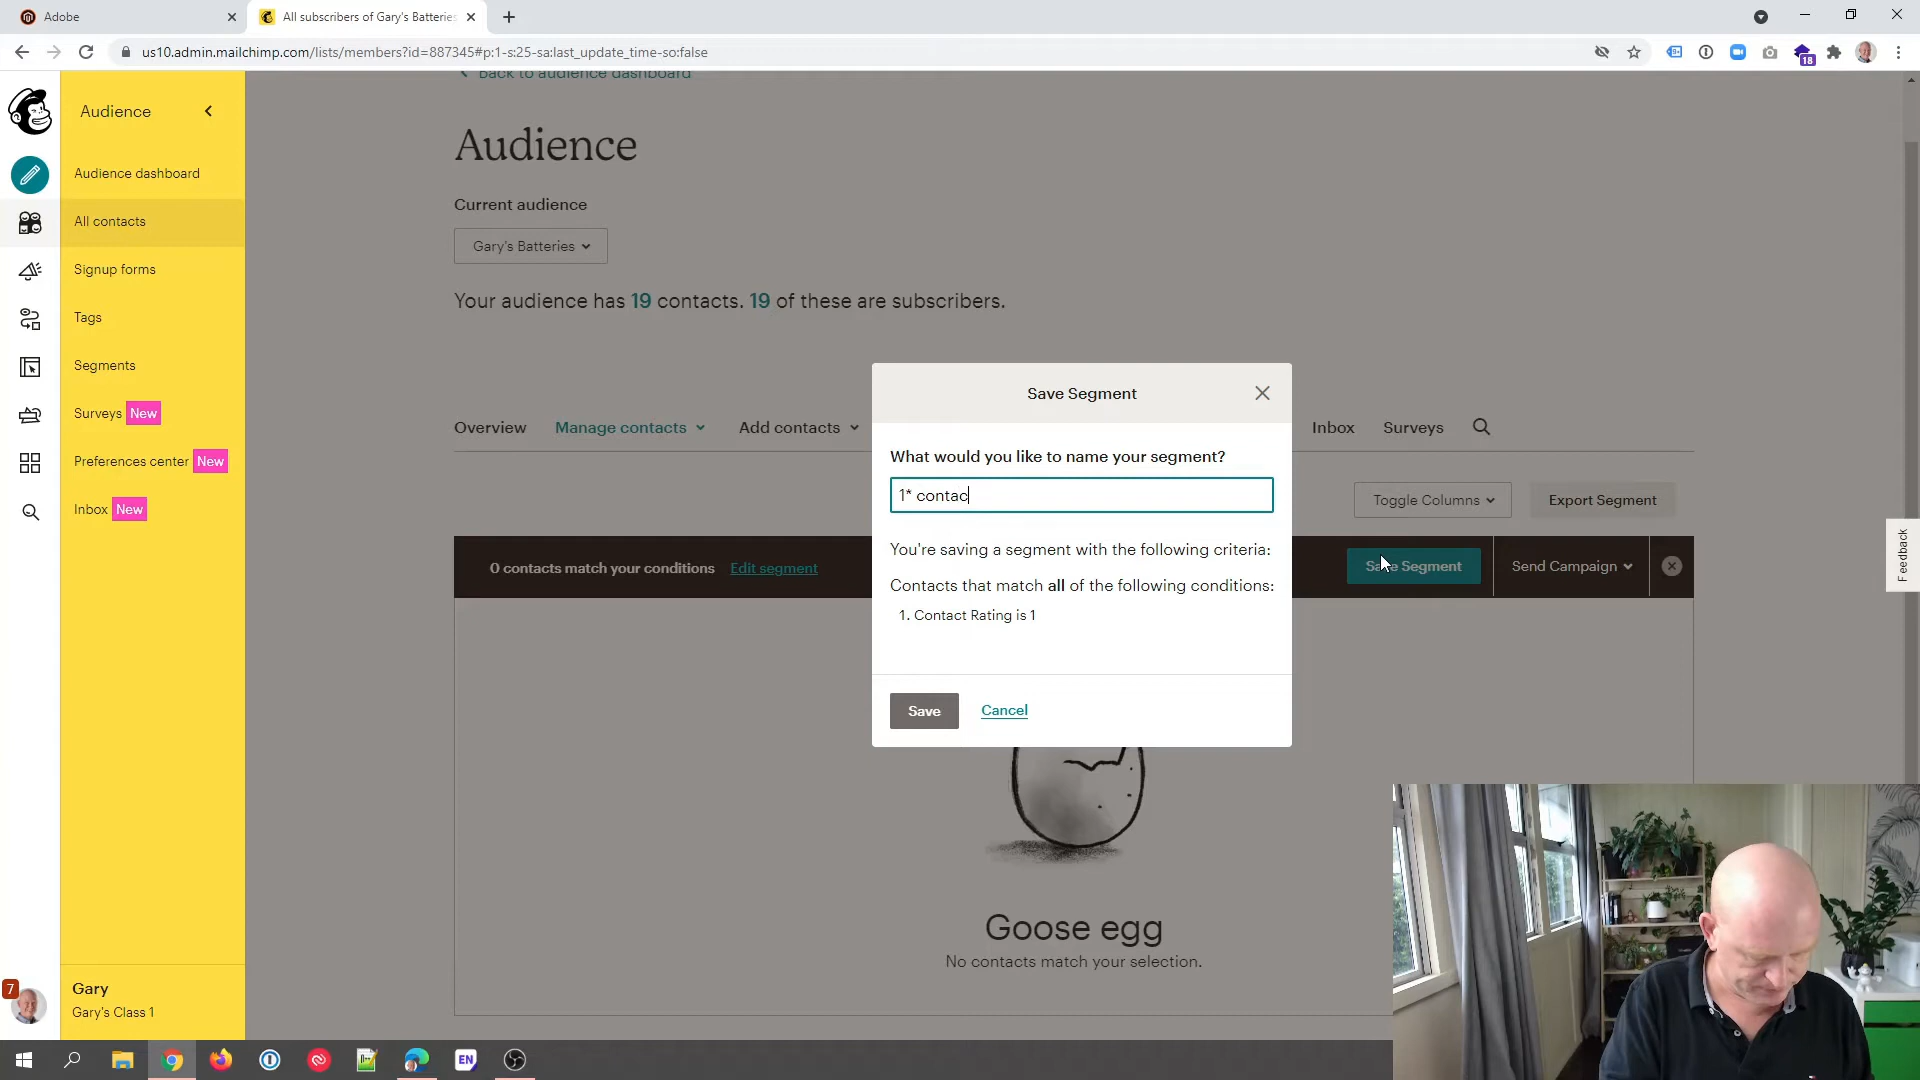 Adobe
All subscribers of Gary's Batteries
us10.admin.mailchimp.com/lists/members?id=887345#p:1-s:25-sa:last_update_time-so:false
18
Back to audience dashboard
Audience
Audience dashboard
All contacts
Signup forms
Tags
Segments
Surveys New
Preferences center New
Inbox New
7
Gary
Gary's Class 1
Audience
Current audience
Gary's Batteries
Your audience has 19 contacts. 19 of these are subscribers.
Overview
Manage contacts
Add contacts
Inbox
Surveys
Toggle Columns
Export Segment
0 contacts match your conditions
Edit segment
Save Segment
Send Campaign
Save Segment
What would you like to name your segment?
1* contac
You're saving a segment with the following criteria:
Contacts that match all of the following conditions:
1. Contact Rating is 1
Save
Cancel
Goose egg
No contacts match your selection.
Feedback
EN